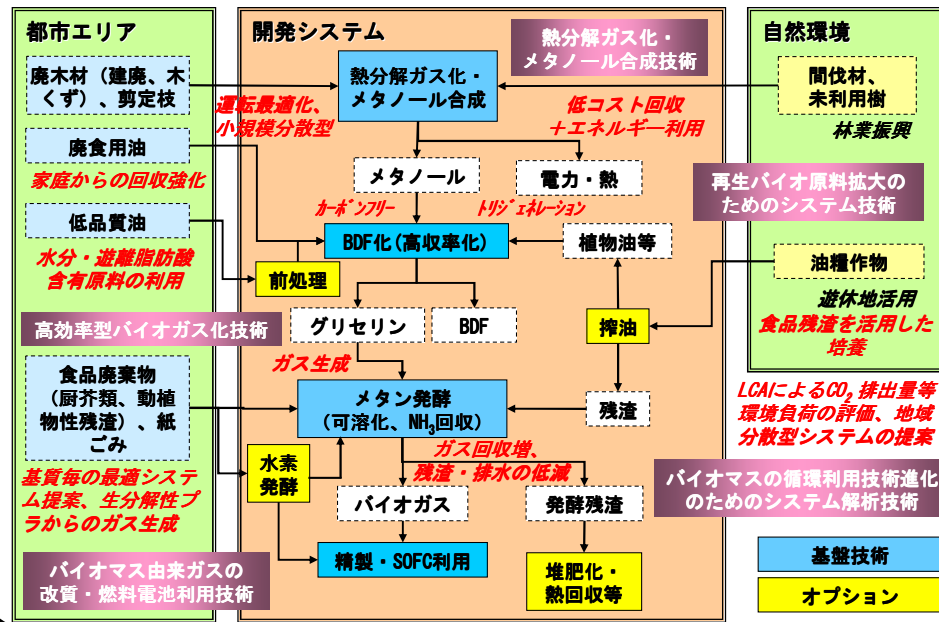 都市エリア
廃木材（建廃、木
くず）、剪定枝
廃食用油
家庭からの回収強化
低品質油
水分・遊離脂肪酸
含有原料の利用
高効率型バイオガス化技術
食品廃棄物
（厨芥類、動植
物性残渣）、紙
ごみ
基質毎の最適システ
ム提案、生分解性プ
ラからのガス生成
バイオマス由来ガスの
改質・燃料電池利用技術
開発システム
熱分解ガス化・
メタノール合成技術
熱分解ガス化・
メタノール合成
運転最適化、
小規模分散型
低コスト回収
＋エネルギー利用
メタノール
電力・熱
カーボンフリー
トリジェネレーション
BDF化(高収率化)
植物油等
前処理
グリセリン
BDF
搾油
ガス生成
メタン発酵
(可溶化、NH₃回収)
残渣
水素
発酵
ガス回収増、
残渣・排水の低減
バイオガス
発酵残渣
精製・SOFC利用
堆肥化・
熱回収等
自然環境
間伐材、
未利用樹
林業振興
再生バイオ原料拡大の
ためのシステム技術
油糧作物
遊休地活用
食品残渣を活用した
培養
LCAによるCO₂排出量等
環境負荷の評価、地域
分散型システムの提案
バイオマスの循環利用技術進化
のためのシステム解析技術
基盤技術
オプション